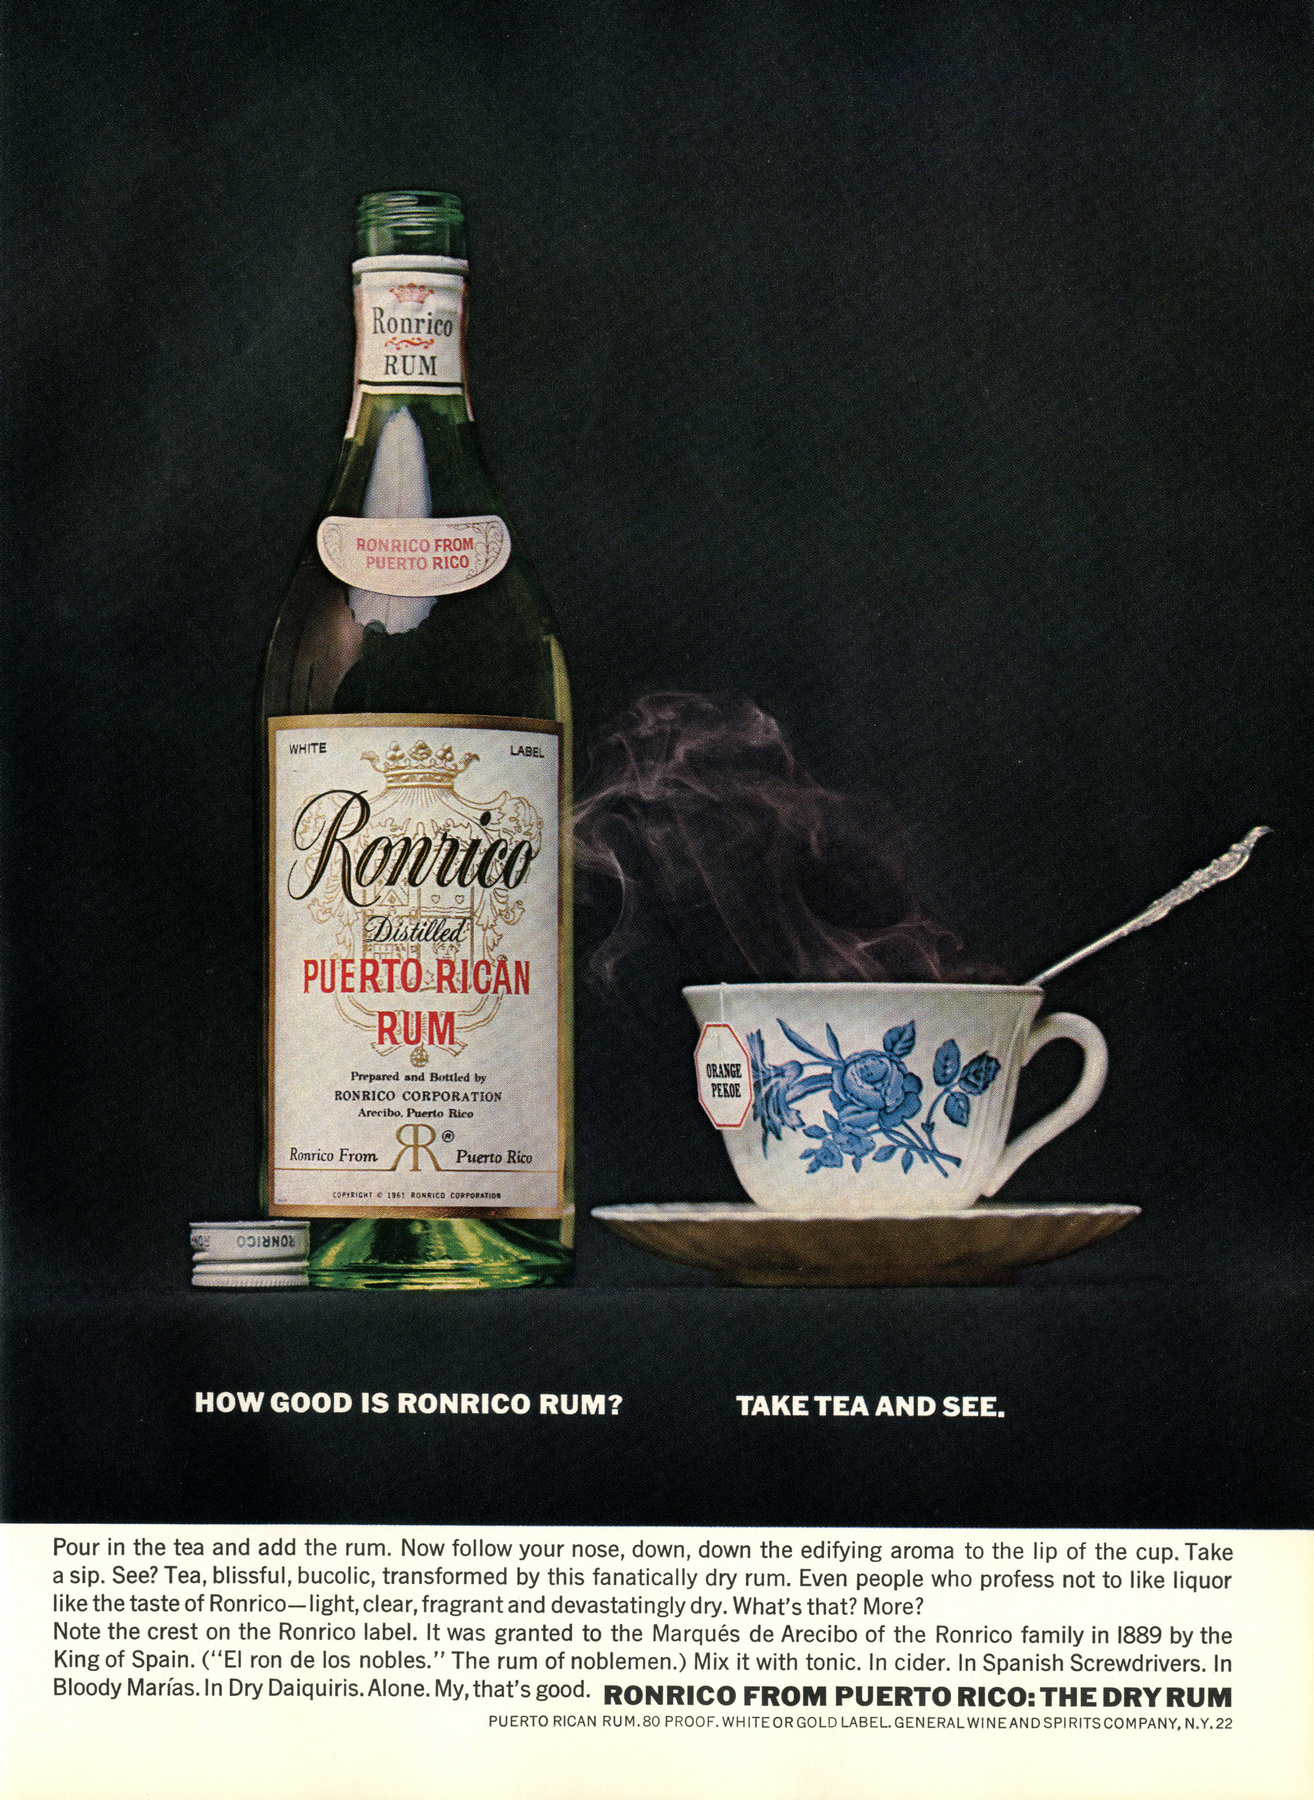 Ronrico
RUM
RONRICO FROM
PUERTO RICO
WHITE LABEL
Ronrico
Distilled
PUERTO RICAN
RUM
Prepared and Bottled by
RONRICO CORPORATION
Arecibo, Puerto Rico
RR®
Ronrico From Puerto Rico
COPYRIGHT © 1961 RONRICO CORPORATION
RONRICO
ORANGE
PEKOE
HOW GOOD IS RONRICO RUM? TAKE TEA AND SEE.
Pour in the tea and add the rum. Now follow your nose, down, down the edifying aroma to the lip of the cup. Take
a sip. See? Tea, blissful, bucolic, transformed by this fanatically dry rum. Even people who profess not to like liquor
like the taste of Ronrico—light, clear, fragrant and devastatingly dry. What's that? More?
Note the crest on the Ronrico label. It was granted to the Marqués de Arecibo of the Ronrico family in 1889 by the
King of Spain. ("El ron de los nobles." The rum of noblemen.) Mix it with tonic. In cider. In Spanish Screwdrivers. In
Bloody Marías. In Dry Daiquiris. Alone. My, that's good. RONRICO FROM PUERTO RICO: THE DRY RUM
PUERTO RICAN RUM. 80 PROOF. WHITE OR GOLD LABEL. GENERAL WINE AND SPIRITS COMPANY, N.Y. 22